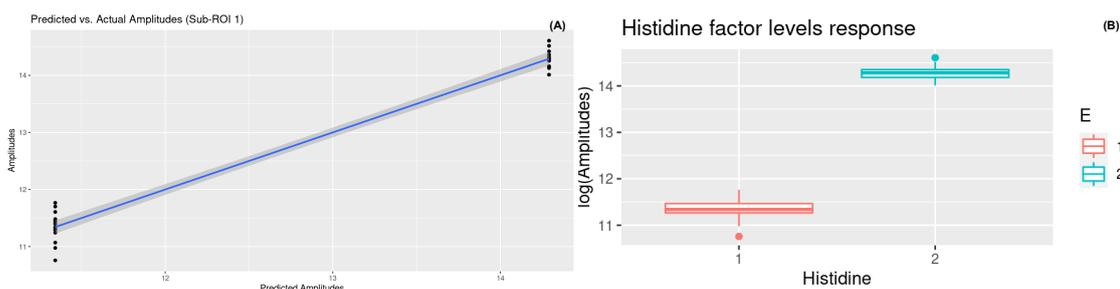 Predicted vs. Actual Amplitudes (Sub-ROI 1)
(A)
Amplitudes
14
13
12
11
12
13
14
Predicted Amplitudes
Histidine factor levels response
(B)
log(Amplitudes)
14
13
12
11
1
2
Histidine
E
1
2